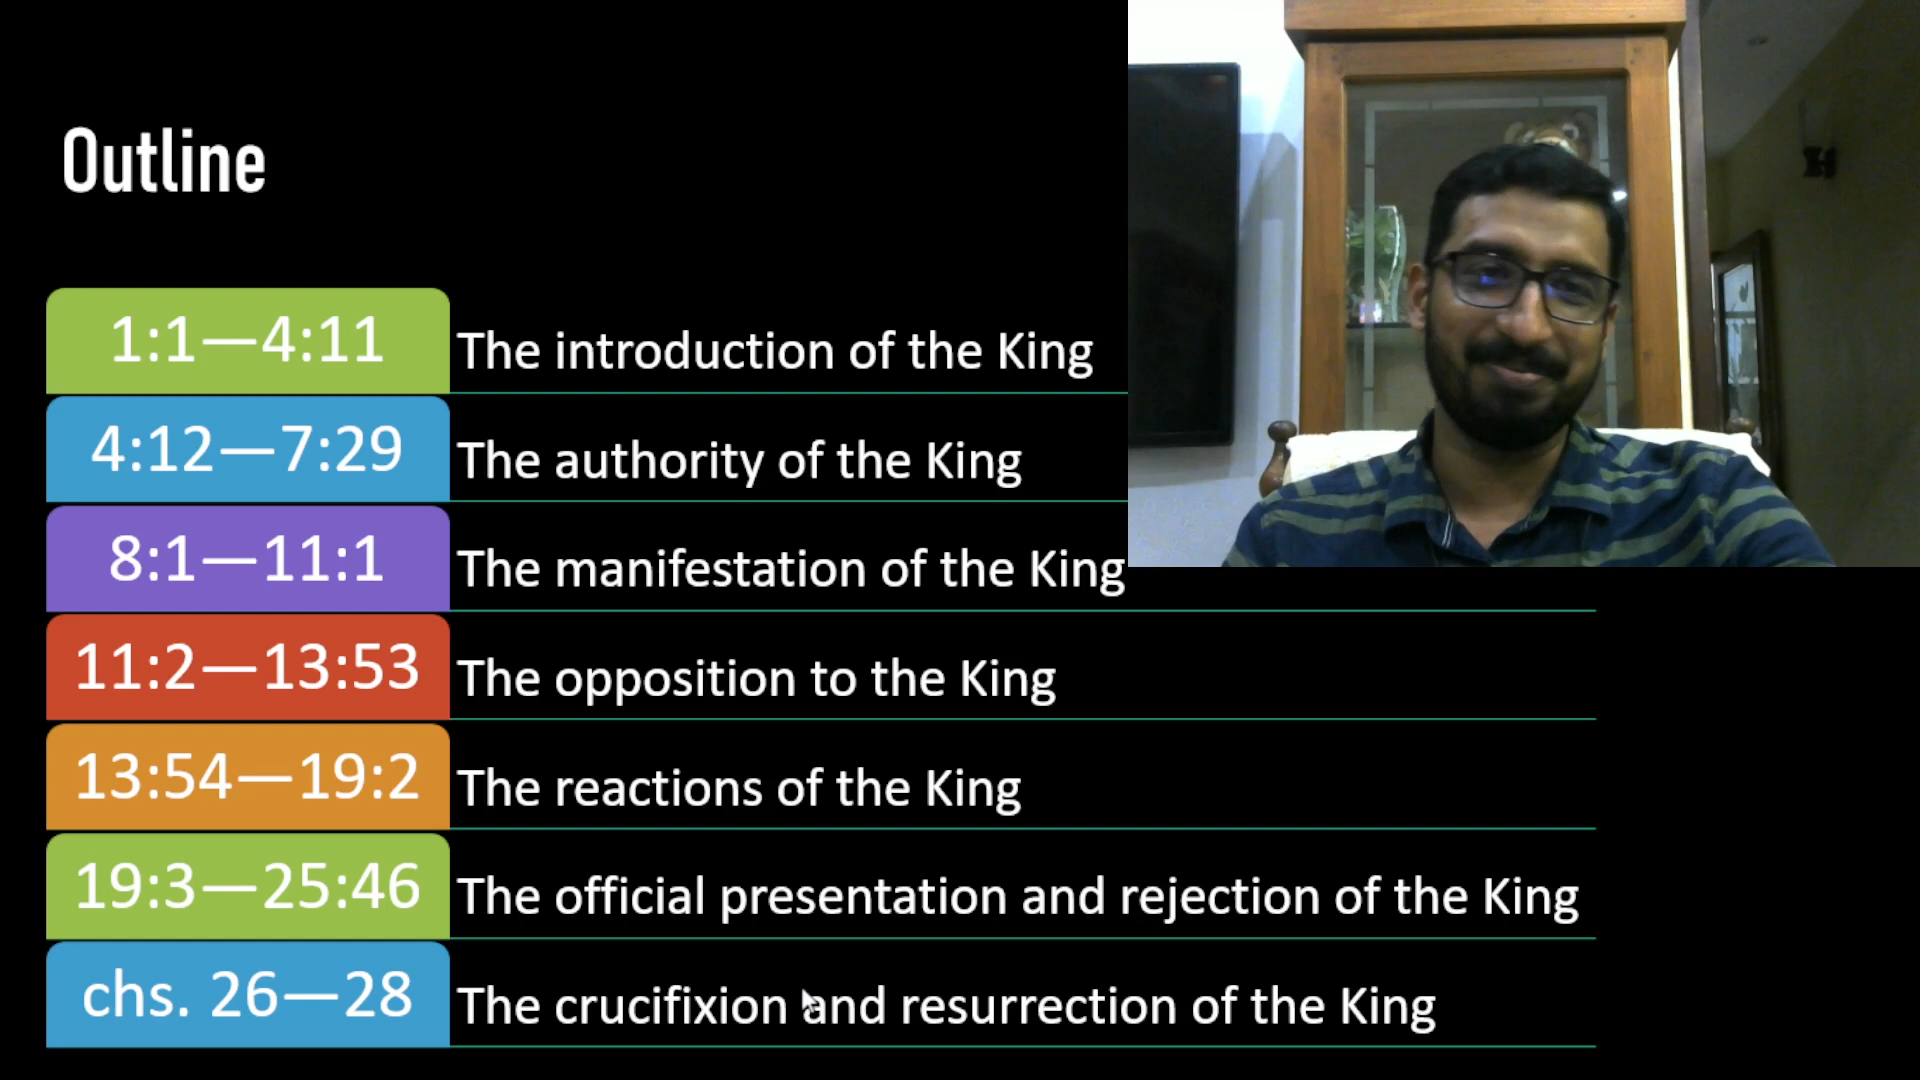 Outline
1:1—4:11 The introduction of the King
4:12—7:29 The authority of the King
8:1—11:1 The manifestation of the King
11:2—13:53 The opposition to the King
13:54—19:2 The reactions of the King
19:3—25:46 The official presentation and rejection of the King
chs. 26—28 The crucifixion and resurrection of the King